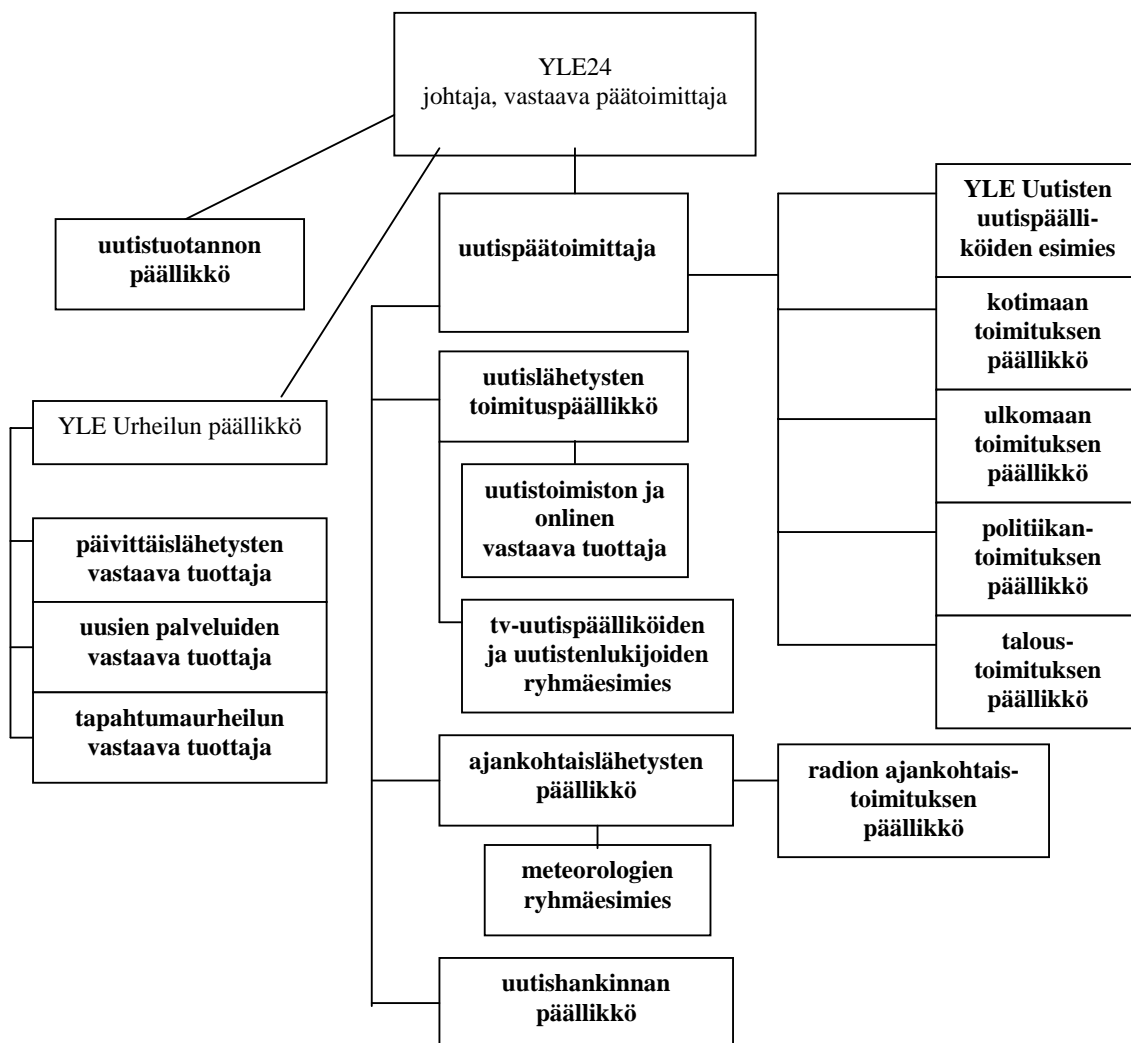 YLE24
johtaja, vastaava päätoimittaja
uutistuotannon
päällikkö
uutispäätoimittaja
YLE Uutisten
uutispäälli-
köiden esimies
kotimaan
toimituksen
päällikkö
uutislähetysten
toimituspäällikkö
YLE Urheilun päällikkö
ulkomaan
toimituksen
päällikkö
uutistoimiston ja
onlinen
vastaava tuottaja
päivittäislähetysten
vastaava tuottaja
politiikan-
toimituksen
päällikkö
uusien palveluiden
vastaava tuottaja
tv-uutispäälliköiden
ja uutistenlukijoiden
ryhmäesimies
talous-
toimituksen
päällikkö
tapahtumaurheilun
vastaava tuottaja
ajankohtaislähetysten
päällikkö
radion ajankohtais-
toimituksen
päällikkö
meteorologien
ryhmäesimies
uutishankinnan
päällikkö